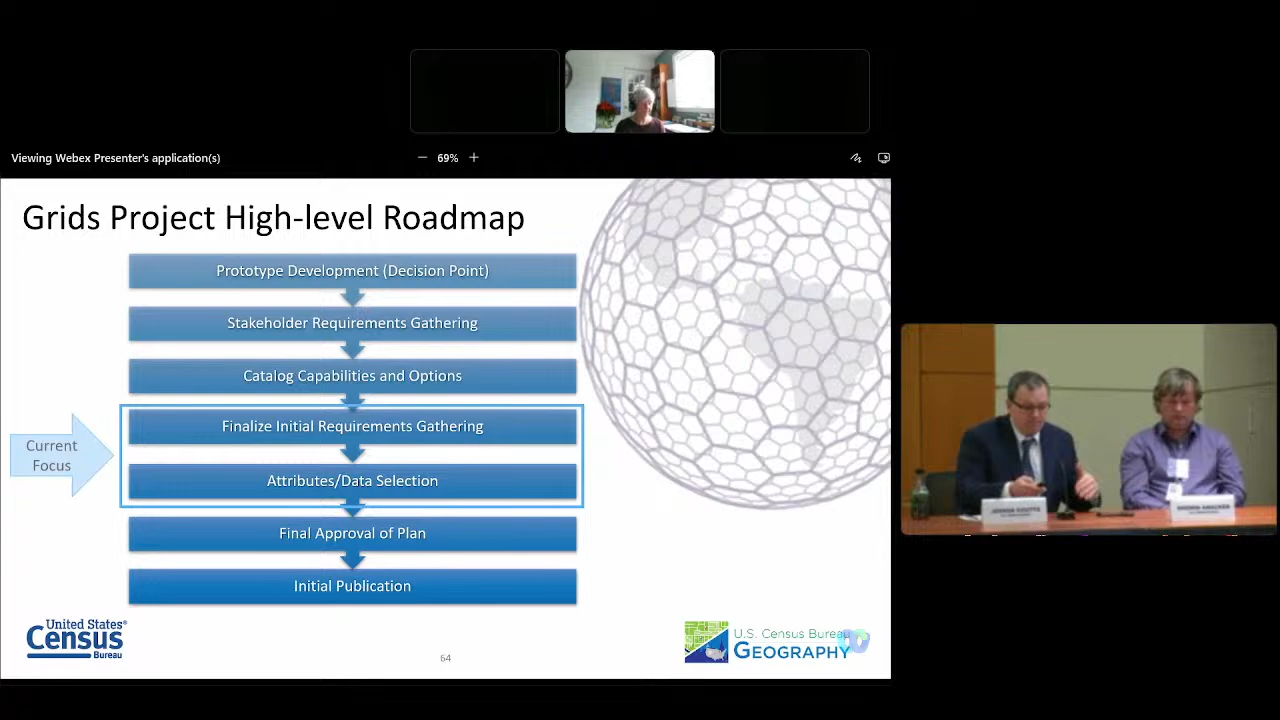 Viewing Webex Presenter's application(s)
69%
Grids Project High-level Roadmap
Prototype Development (Decision Point)
Stakeholder Requirements Gathering
Catalog Capabilities and Options
Finalize Initial Requirements Gathering
Current
Focus
Attributes/Data Selection
Final Approval of Plan
Initial Publication
United States
Census
Bureau
64
U.S. Census Bureau
GEOGRAPHY